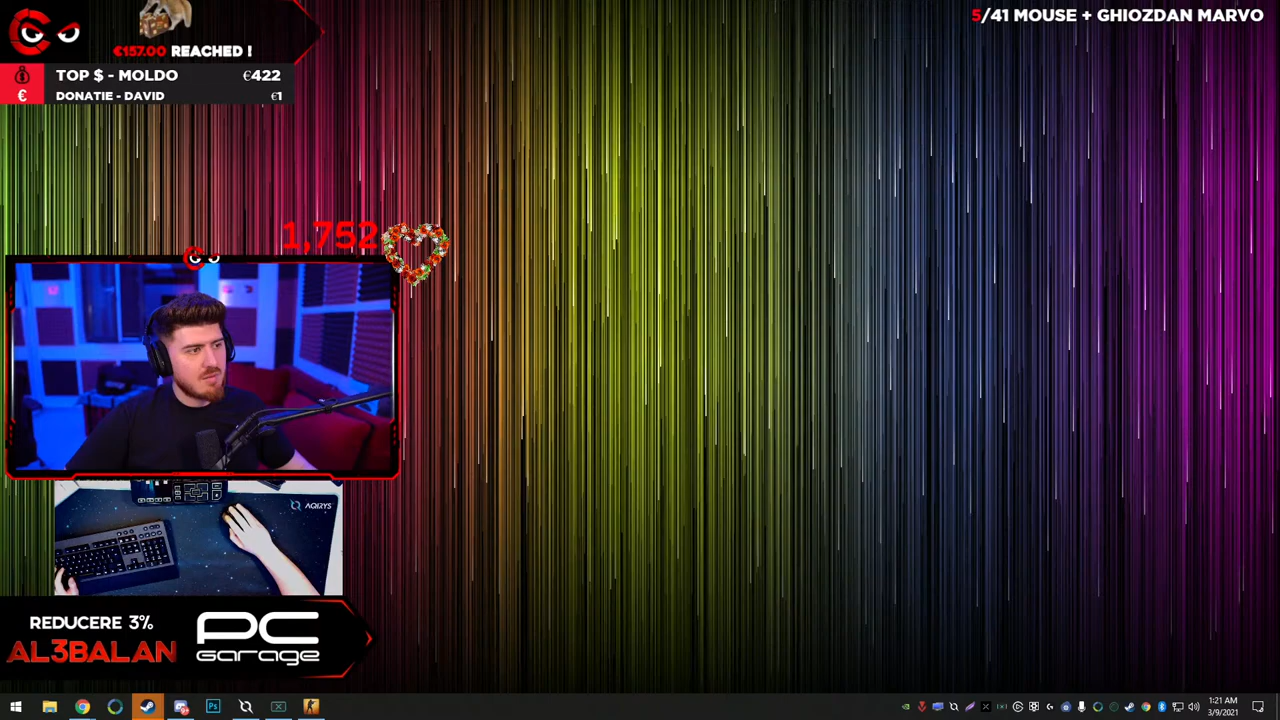 5/41 MOUSE + GHIOZDAN MARVO
€157.00 REACHED !
TOP $ - MOLDO €422
€ DONATIE - DAVID €1
1,752
AQIRYS
REDUCERE 3%
AL3BALAN
PC
Garage
Ps
1:21 AM
3/9/2021